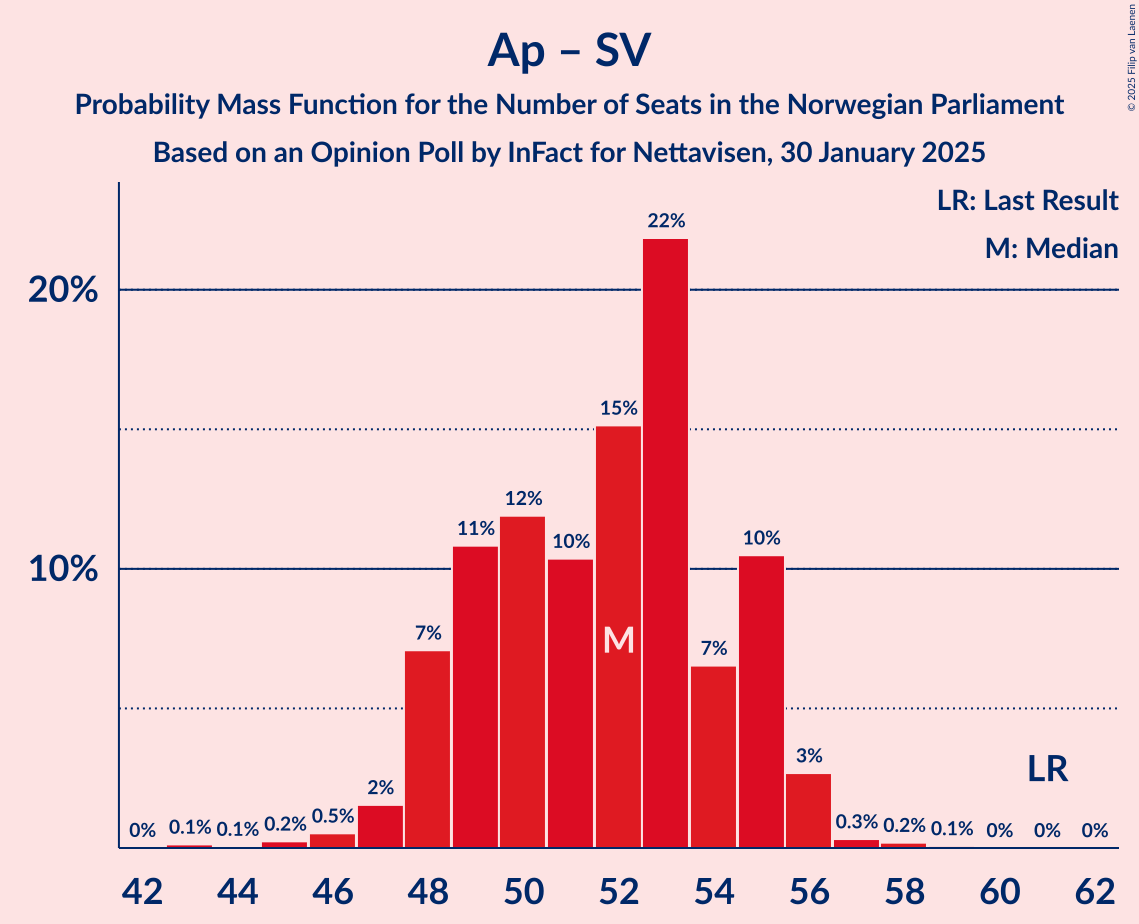 Ap – SV
Probability Mass Function for the Number of Seats in the Norwegian Parliament
Based on an Opinion Poll by InFact for Nettavisen, 30 January 2025
© 2025 Filip van Laenen
LR: Last Result
M: Median
20%
10%
0% 0.1% 0.1% 0.2% 0.5% 2% 7% 11% 12% 10% 15% 22% 7% 10% 3% 0.3% 0.2% 0.1% 0% 0% 0%
M
LR
42 44 46 48 50 52 54 56 58 60 62